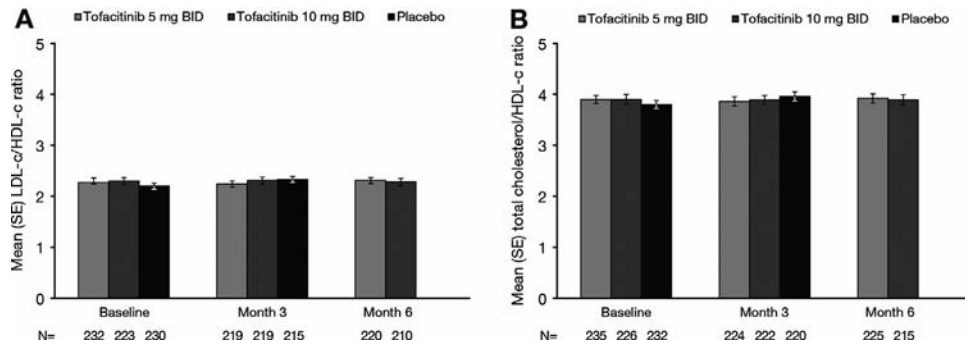 A
Tofacitinib 5 mg BID Tofacitinib 10 mg BID Placebo
Mean (SE) LDL-c/HDL-c ratio
5
4
3
2
1
0
Baseline Month 3 Month 6
N= 232 223 230 219 219 215 220 210
B
Tofacitinib 5 mg BID Tofacitinib 10 mg BID Placebo
Mean (SE) total cholesterol/HDL-c ratio
5
4
3
2
1
0
Baseline Month 3 Month 6
N= 235 226 232 224 222 220 225 215